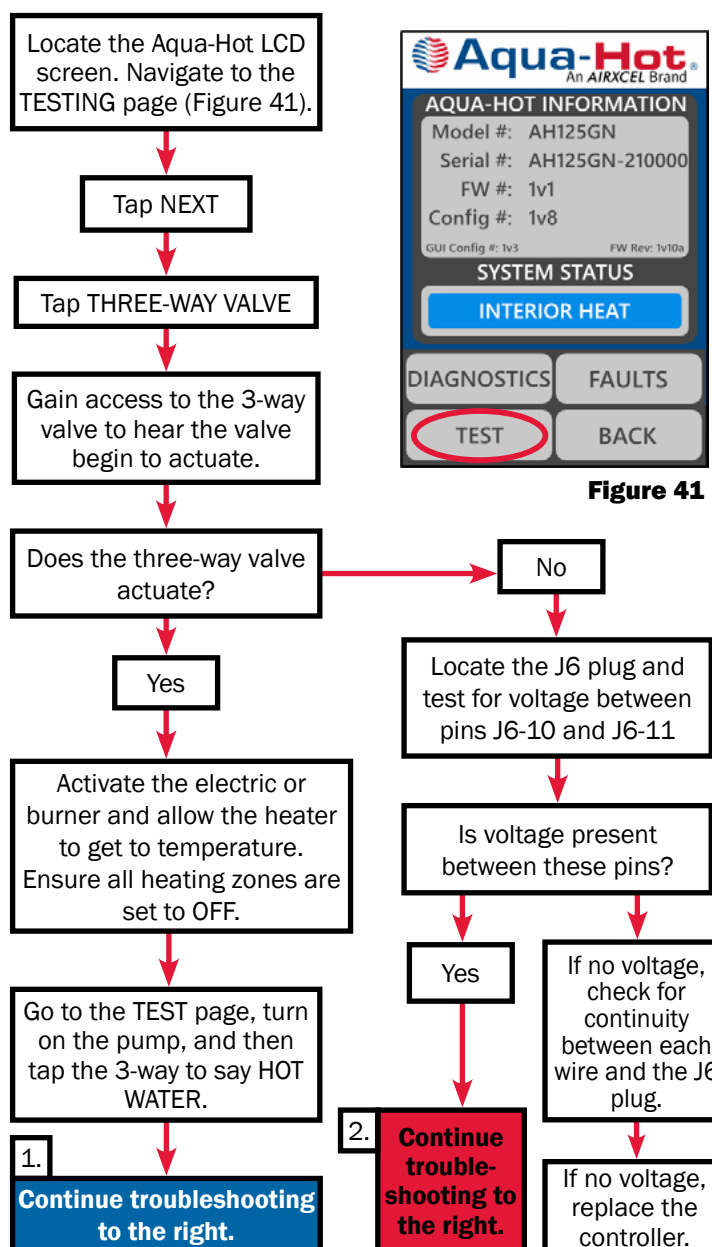 Locate the Aqua-Hot LCD
screen. Navigate to the
TESTING page (Figure 41).
Tap NEXT
Tap THREE-WAY VALVE
Gain access to the 3-way
valve to hear the valve
begin to actuate.
Does the three-way valve
actuate?
Yes
Activate the electric or
burner and allow the heater
to get to temperature.
Ensure all heating zones are
set to OFF.
Go to the TEST page, turn
on the pump, and then
tap the 3-way to say HOT
WATER.
1.
Continue troubleshooting
to the right.
Aqua-Hot®
An AIRXCEL Brand
AQUA-HOT INFORMATION
Model #: AH125GN
Serial #: AH125GN-210000
FW #: 1v1
Config #: 1v8
GUI Config #: 1v3 FW Rev: 1v10a
SYSTEM STATUS
INTERIOR HEAT
DIAGNOSTICS FAULTS
TEST BACK
Figure 41
No
Locate the J6 plug and
test for voltage between
pins J6-10 and J6-11
Is voltage present
between these pins?
Yes
2.
Continue
trouble-
shooting to
the right.
If no voltage,
check for
continuity
between each
wire and the J6
plug.
If no voltage,
replace the
controller.